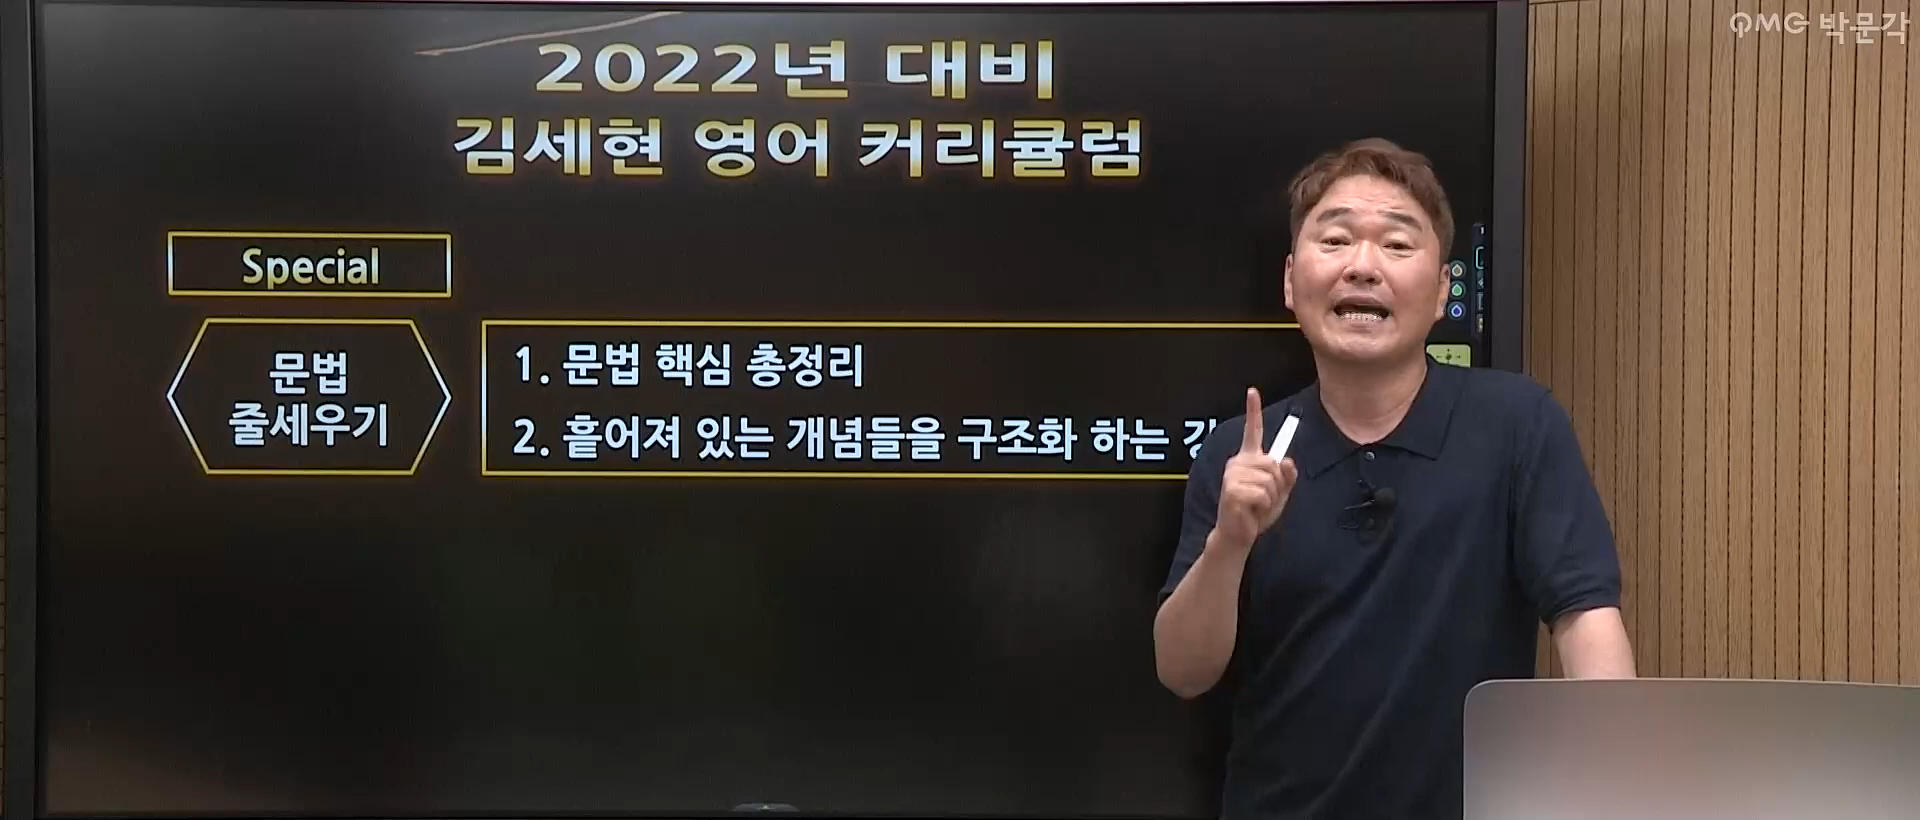 PMG 박문각
2022년 대비
김세현 영어 커리큘럼
Special
문법
줄세우기
1. 문법 핵심 총정리
2. 흩어져 있는 개념들을 구조화 하는